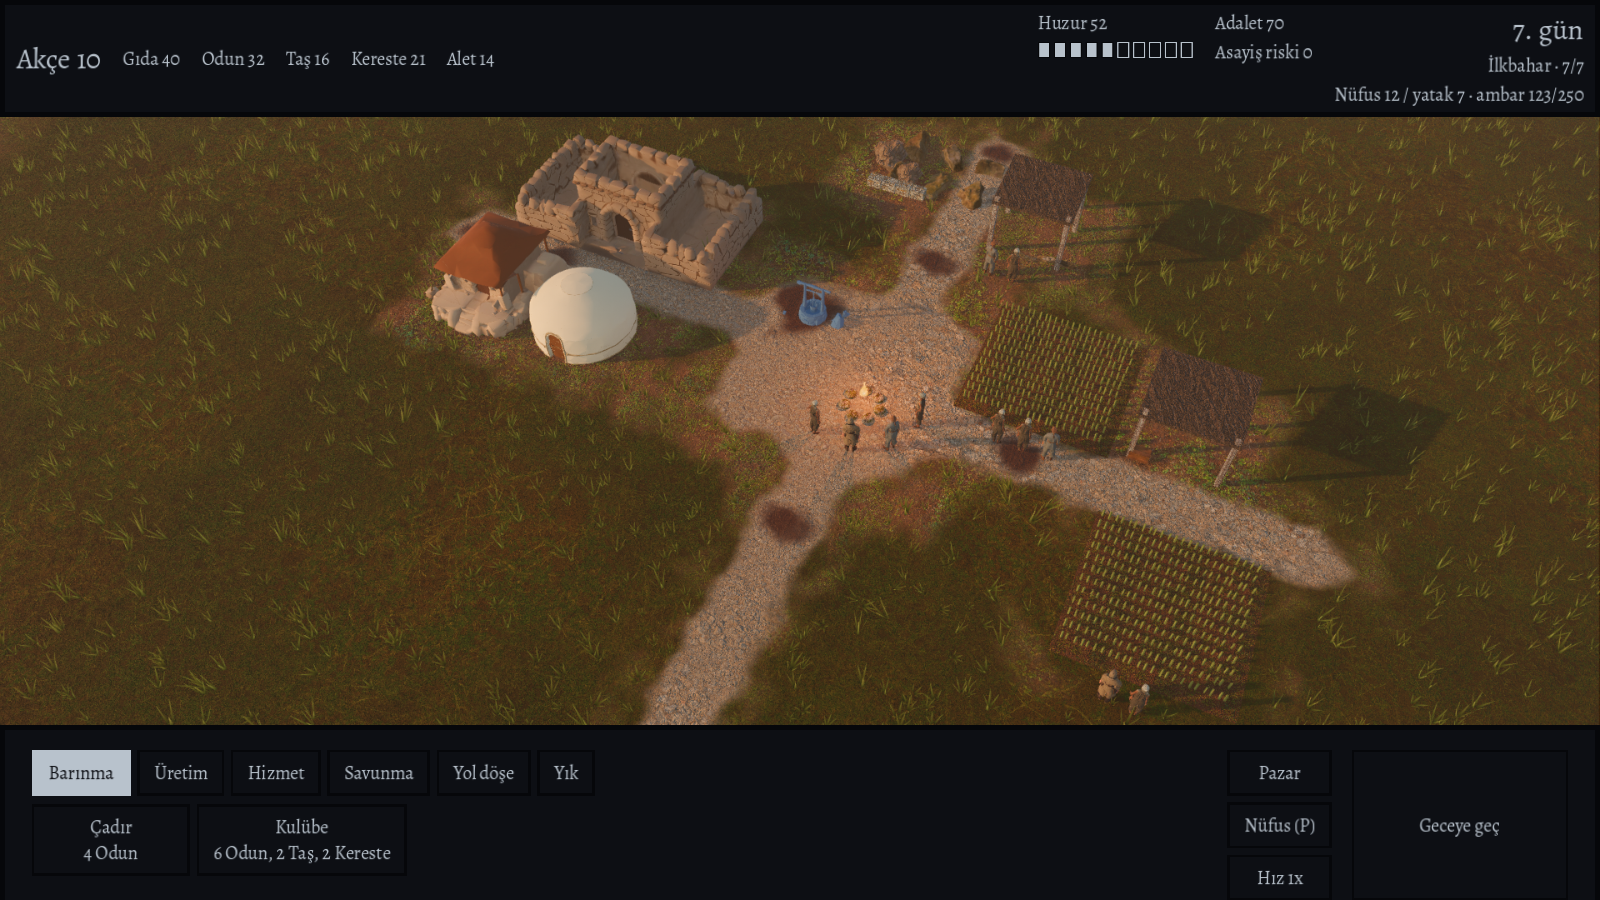 Akçe 10 Gıda 40 Odun 32 Taş 16 Kereste 21 Alet 14
Huzur 52
Adalet 70
Asayiş riski 0
7. gün
İlkbahar · 7/7
Nüfus 12 / yatak 7 · ambar 123/250
Barınma Üretim Hizmet Savunma Yol döşe Yık
Çadır
4 Odun
Kulübe
6 Odun, 2 Taş, 2 Kereste
Pazar
Nüfus (P)
Hız 1x
Geceye geç